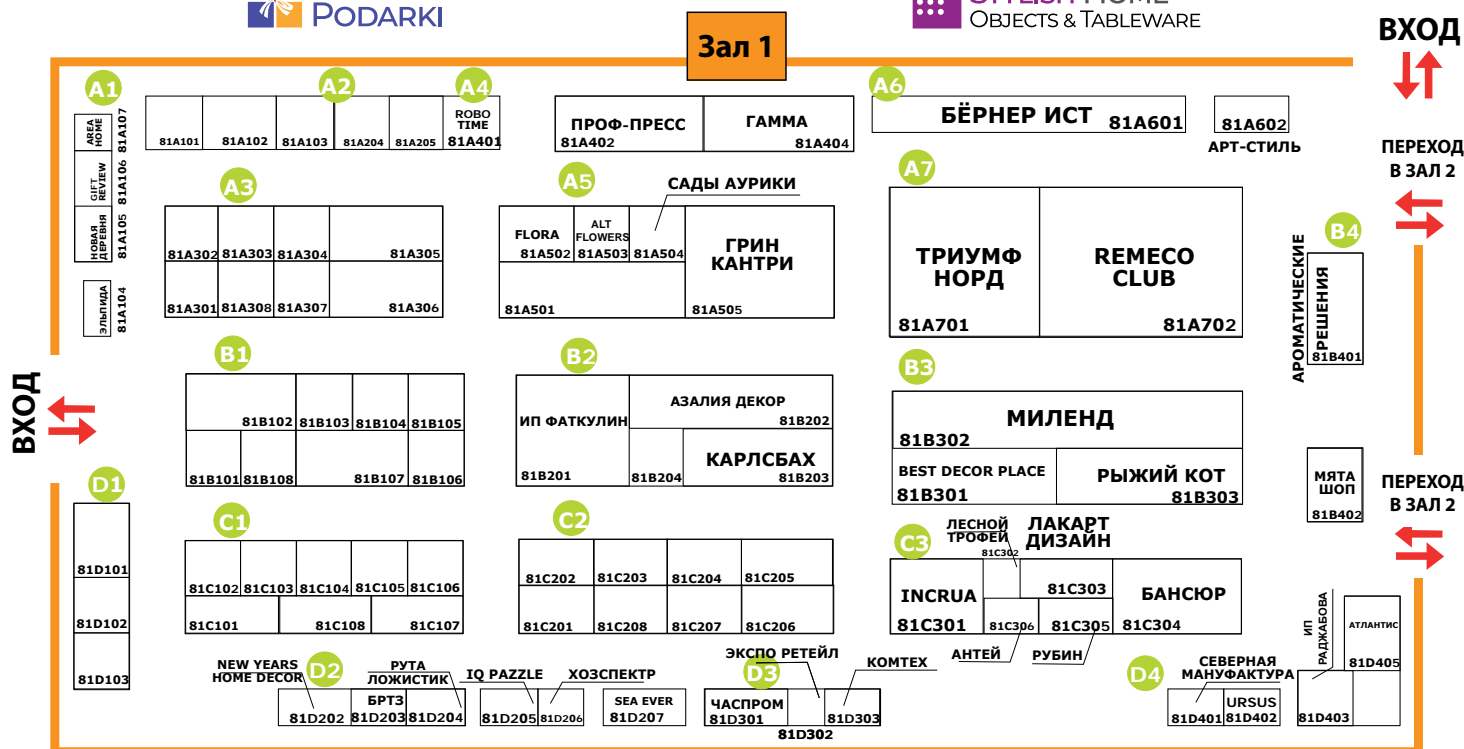 PODARKI
OBJECTS & TABLEWARE
Зал 1
ВХОД
A1
A2
A4
A6
AREA HOME
81A107
81A101
81A102
81A103
81A204
81A205
ROBO
TIME
81A401
ПРОФ-ПРЕСС
81A402
ГАММА
81A404
БЁРНЕР ИСТ 81A601
81A602
АРТ-СТИЛЬ
ПЕРЕХОД
В ЗАЛ 2
GIFT REVIEW
81A106
НОВАЯ ДЕРЕВНЯ
81A105
ЭЛЬПИДА
81A104
A3
81A302
81A303
81A304
81A305
81A301
81A308
81A307
81A306
A5
САДЫ АУРИКИ
FLORA
81A502
ALT
FLOWERS
81A503
81A504
ГРИН
КАНТРИ
81A501
81A505
A7
ТРИУМФ
НОРД
81A701
REMECO
CLUB
81A702
B4
АРОМАТИЧЕСКИЕ
РЕШЕНИЯ
81B401
ВХОД
B1
81B102
81B103
81B104
81B105
81B101
81B108
81B107
81B106
B2
ИП ФАТКУЛИН
81B201
АЗАЛИЯ ДЕКОР
81B202
81B204
КАРЛСБАХ
81B203
B3
МИЛЕНД
81B302
BEST DECOR PLACE
81B301
РЫЖИЙ КОТ
81B303
МЯТА
ШОП
81B402
ПЕРЕХОД
В ЗАЛ 2
D1
81D101
81D102
81D103
C1
81C102
81C103
81C104
81C105
81C106
81C101
81C108
81C107
C2
81C202
81C203
81C204
81C205
81C201
81C208
81C207
81C206
C3
ЛЕСНОЙ
ТРОФЕЙ
81C302
ЛАКАРТ
ДИЗАЙН
INCRUA
81C301
81C303
81C306
81C305
БАНСЮР
81C304
АНТЕЙ
РУБИН
D2
NEW YEARS
HOME DECOR
81D202
БРТЗ
81D203
РУТА
ЛОЖИСТИК
81D204
IQ PAZZLE
81D205
ХОЗСПЕКТР
81D206
SEA EVER
81D207
D3
ЭКСПО РЕТЕЙЛ
КОМТЕХ
ЧАСПРОМ
81D301
81D302
81D303
D4
СЕВЕРНАЯ
МАНУФАКТУРА
81D401
URSUS
81D402
ИП
РАДЖАБОВА
81D403
АТЛАНТИС
81D405